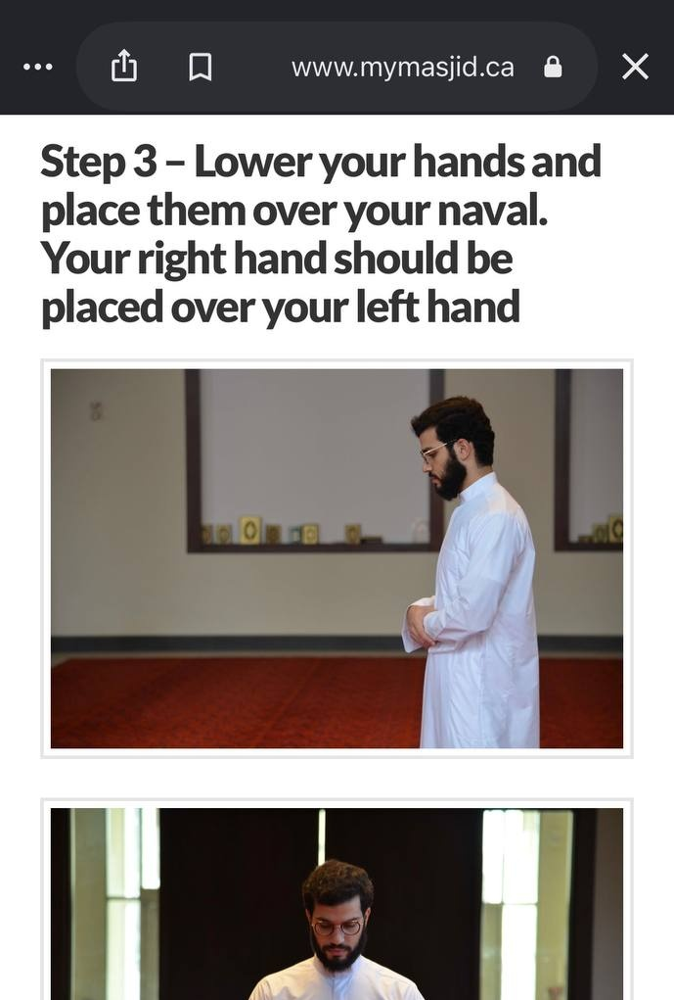 www.mymasjid.ca
Step 3 – Lower your hands and
place them over your naval.
Your right hand should be
placed over your left hand